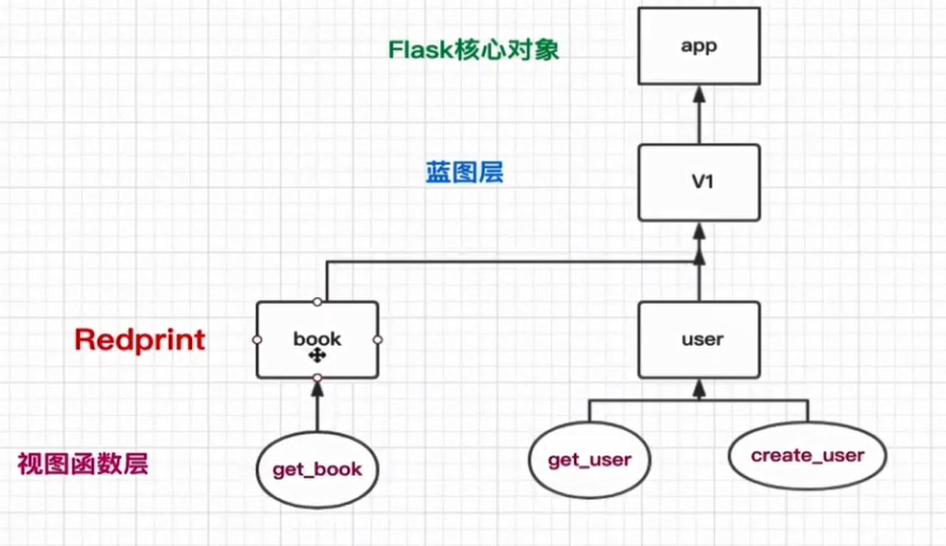 Flask核心对象
app
蓝图层
V1
Redprint
book
user
视图函数层
get_book
get_user
create_user